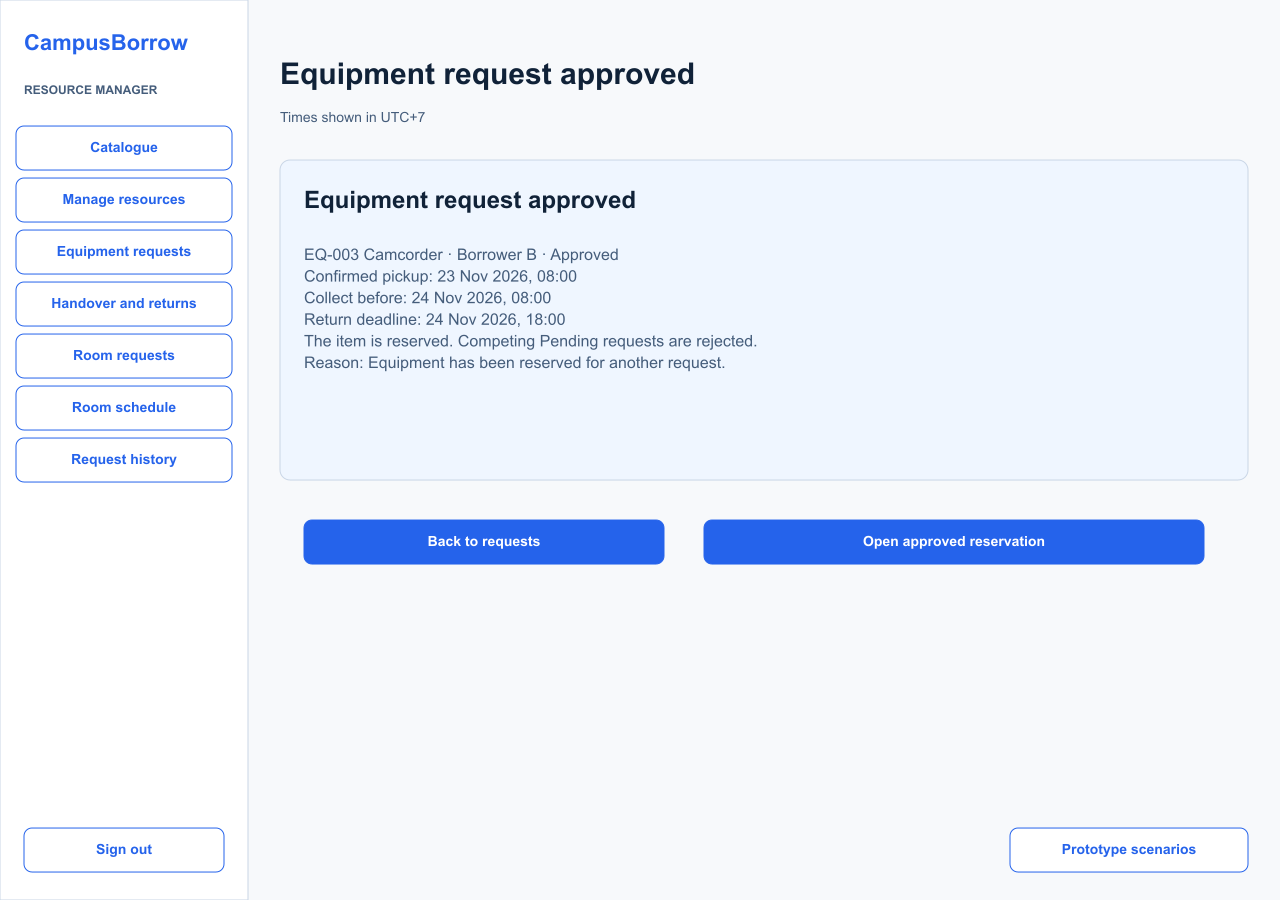 CampusBorrow
RESOURCE MANAGER
Catalogue
Manage resources
Equipment requests
Handover and returns
Room requests
Room schedule
Request history
Sign out
Equipment request approved
Times shown in UTC+7
Equipment request approved
EQ-003 Camcorder · Borrower B · Approved
Confirmed pickup: 23 Nov 2026, 08:00
Collect before: 24 Nov 2026, 08:00
Return deadline: 24 Nov 2026, 18:00
The item is reserved. Competing Pending requests are rejected.
Reason: Equipment has been reserved for another request.
Back to requests
Open approved reservation
Prototype scenarios